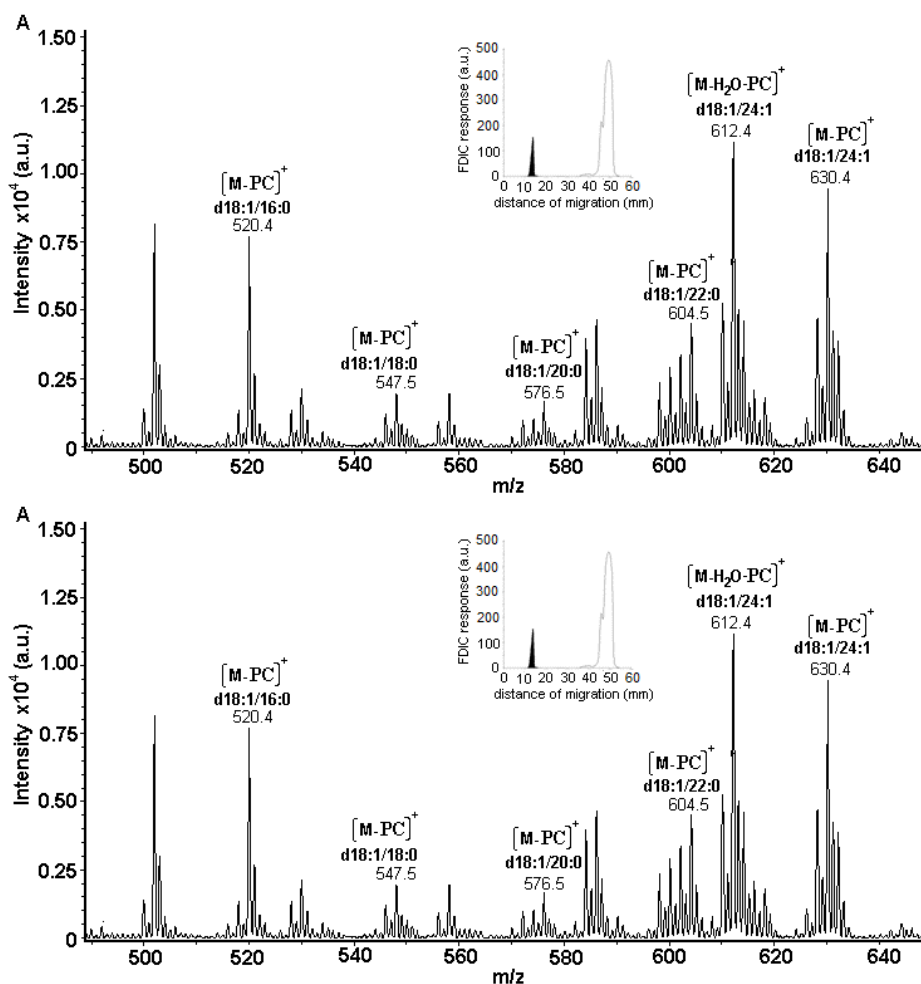 A
1.50
1.25
1.00
0.75
0.50
0.25
0
Intensity x10⁴ (a.u.)
500
520
540
560
580
600
620
640
m/z
[M-PC]⁺
d18:1/16:0
520.4
[M-PC]⁺
d18:1/18:0
547.5
[M-PC]⁺
d18:1/20:0
576.5
[M-PC]⁺
d18:1/22:0
604.5
[M-H₂O-PC]⁺
d18:1/24:1
612.4
[M-PC]⁺
d18:1/24:1
630.4
FDIC response (a.u.)
500
400
300
200
100
0
0 10 20 30 40 50 60
distance of migration (mm)
A
1.50
1.25
1.00
0.75
0.50
0.25
0
Intensity x10⁴ (a.u.)
500
520
540
560
580
600
620
640
m/z
[M-PC]⁺
d18:1/16:0
520.4
[M-PC]⁺
d18:1/18:0
547.5
[M-PC]⁺
d18:1/20:0
576.5
[M-PC]⁺
d18:1/22:0
604.5
[M-H₂O-PC]⁺
d18:1/24:1
612.4
[M-PC]⁺
d18:1/24:1
630.4
FDIC response (a.u.)
500
400
300
200
100
0
0 10 20 30 40 50 60
distance of migration (mm)